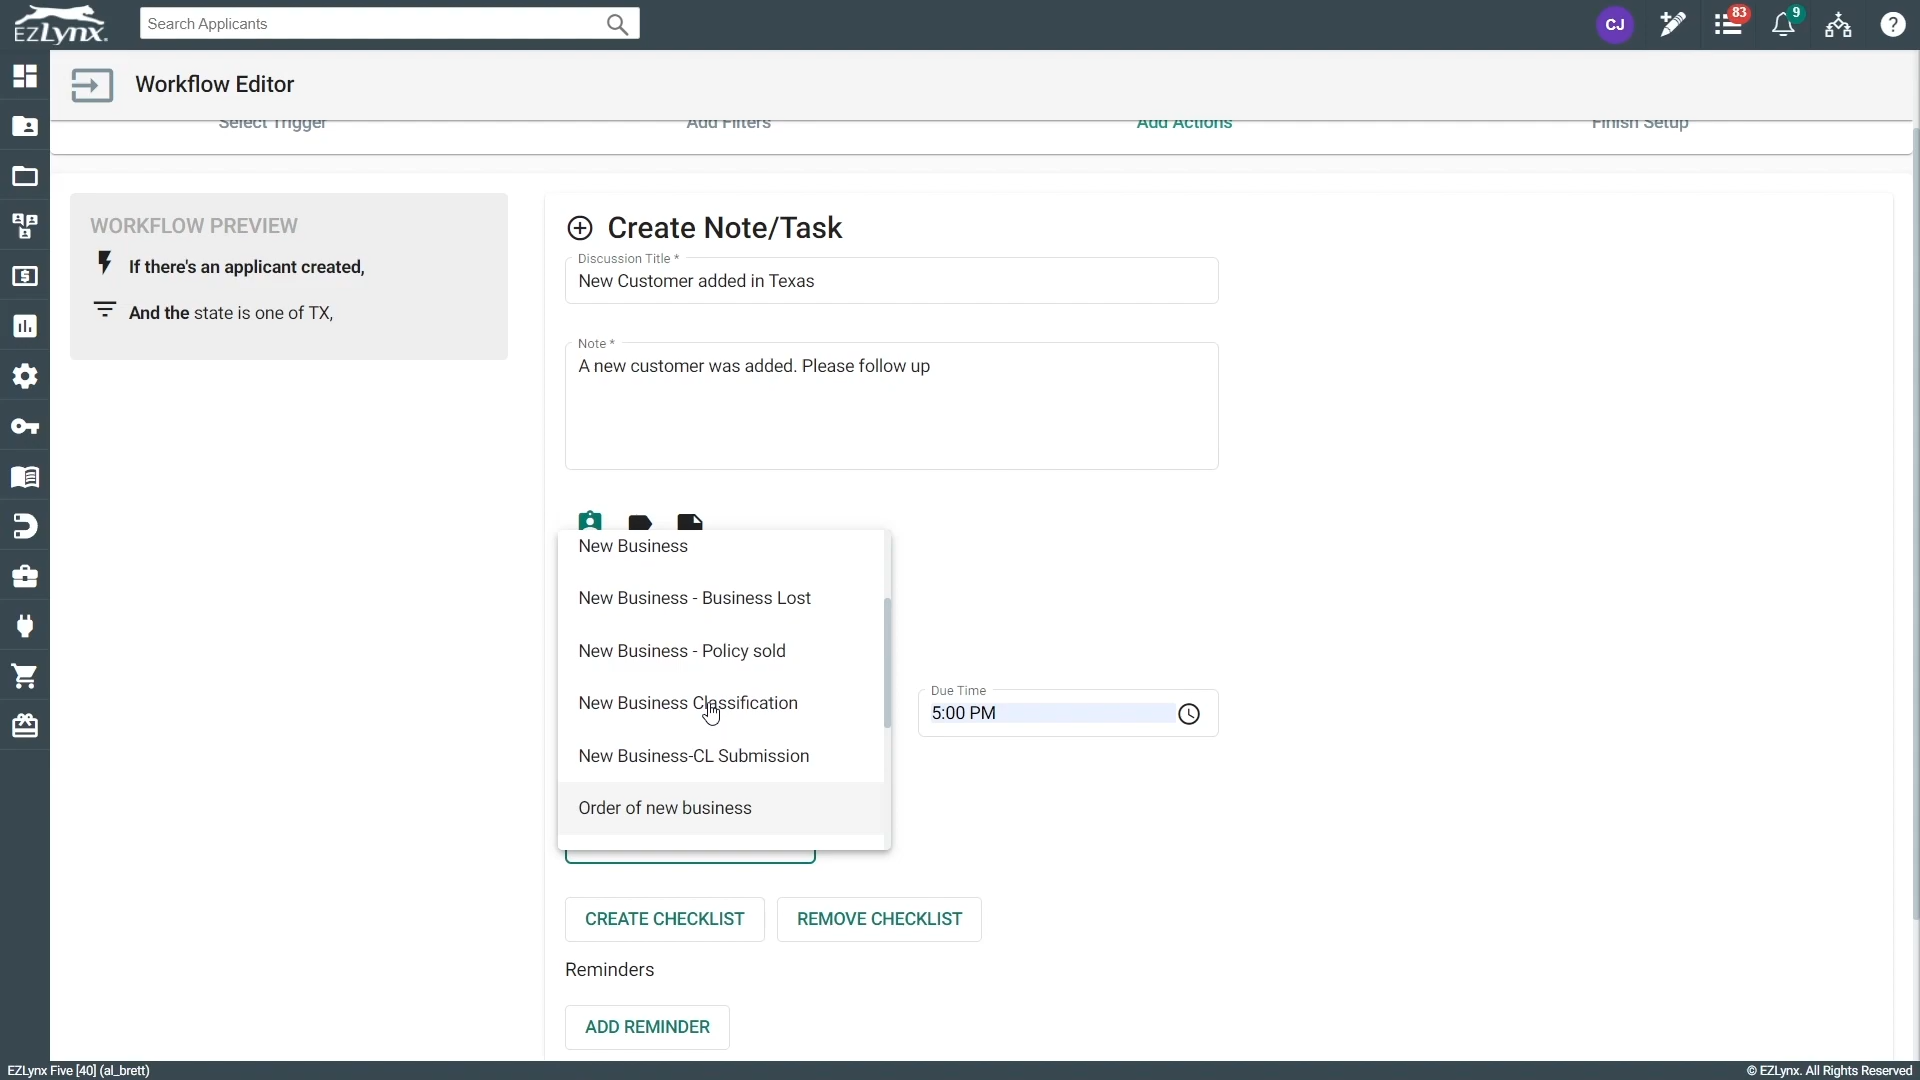 EZLynx
Search Applicants
CJ
83
9
?
Workflow Editor
Select Trigger
Add Filters
Add Actions
Finish Setup
WORKFLOW PREVIEW
If there's an applicant created,
And the state is one of TX,
Create Note/Task
Discussion Title *
New Customer added in Texas
Note *
A new customer was added. Please follow up
New Business
New Business - Business Lost
New Business - Policy sold
New Business Classification
New Business-CL Submission
Order of new business
Due Time
5:00 PM
CREATE CHECKLIST
REMOVE CHECKLIST
Reminders
ADD REMINDER
EZLynx Five [40] (al_brett)
© EZLynx. All Rights Reserved